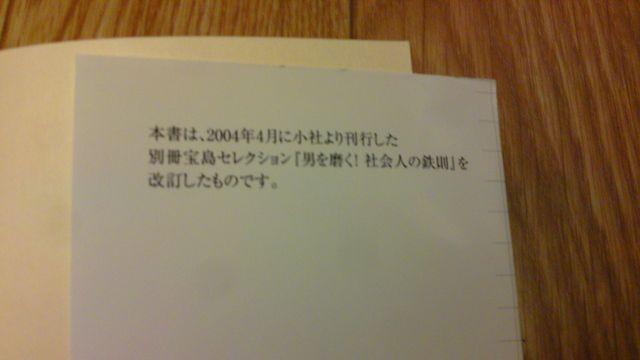 本書は、2004年4月に小社より刊行した
別冊宝島セレクション『男を磨く! 社会人の鉄則』を
改訂したものです。